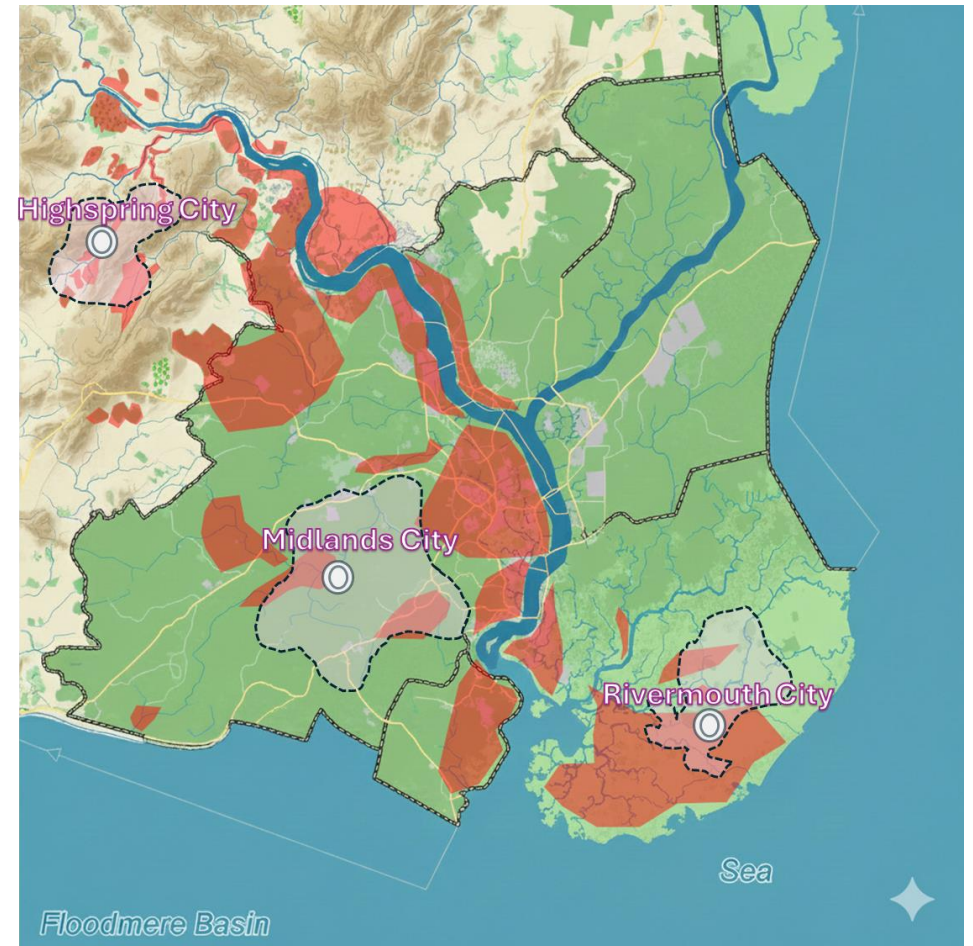 Highspring City
Midlands City
Rivermouth City
Sea
Floodmere Basin